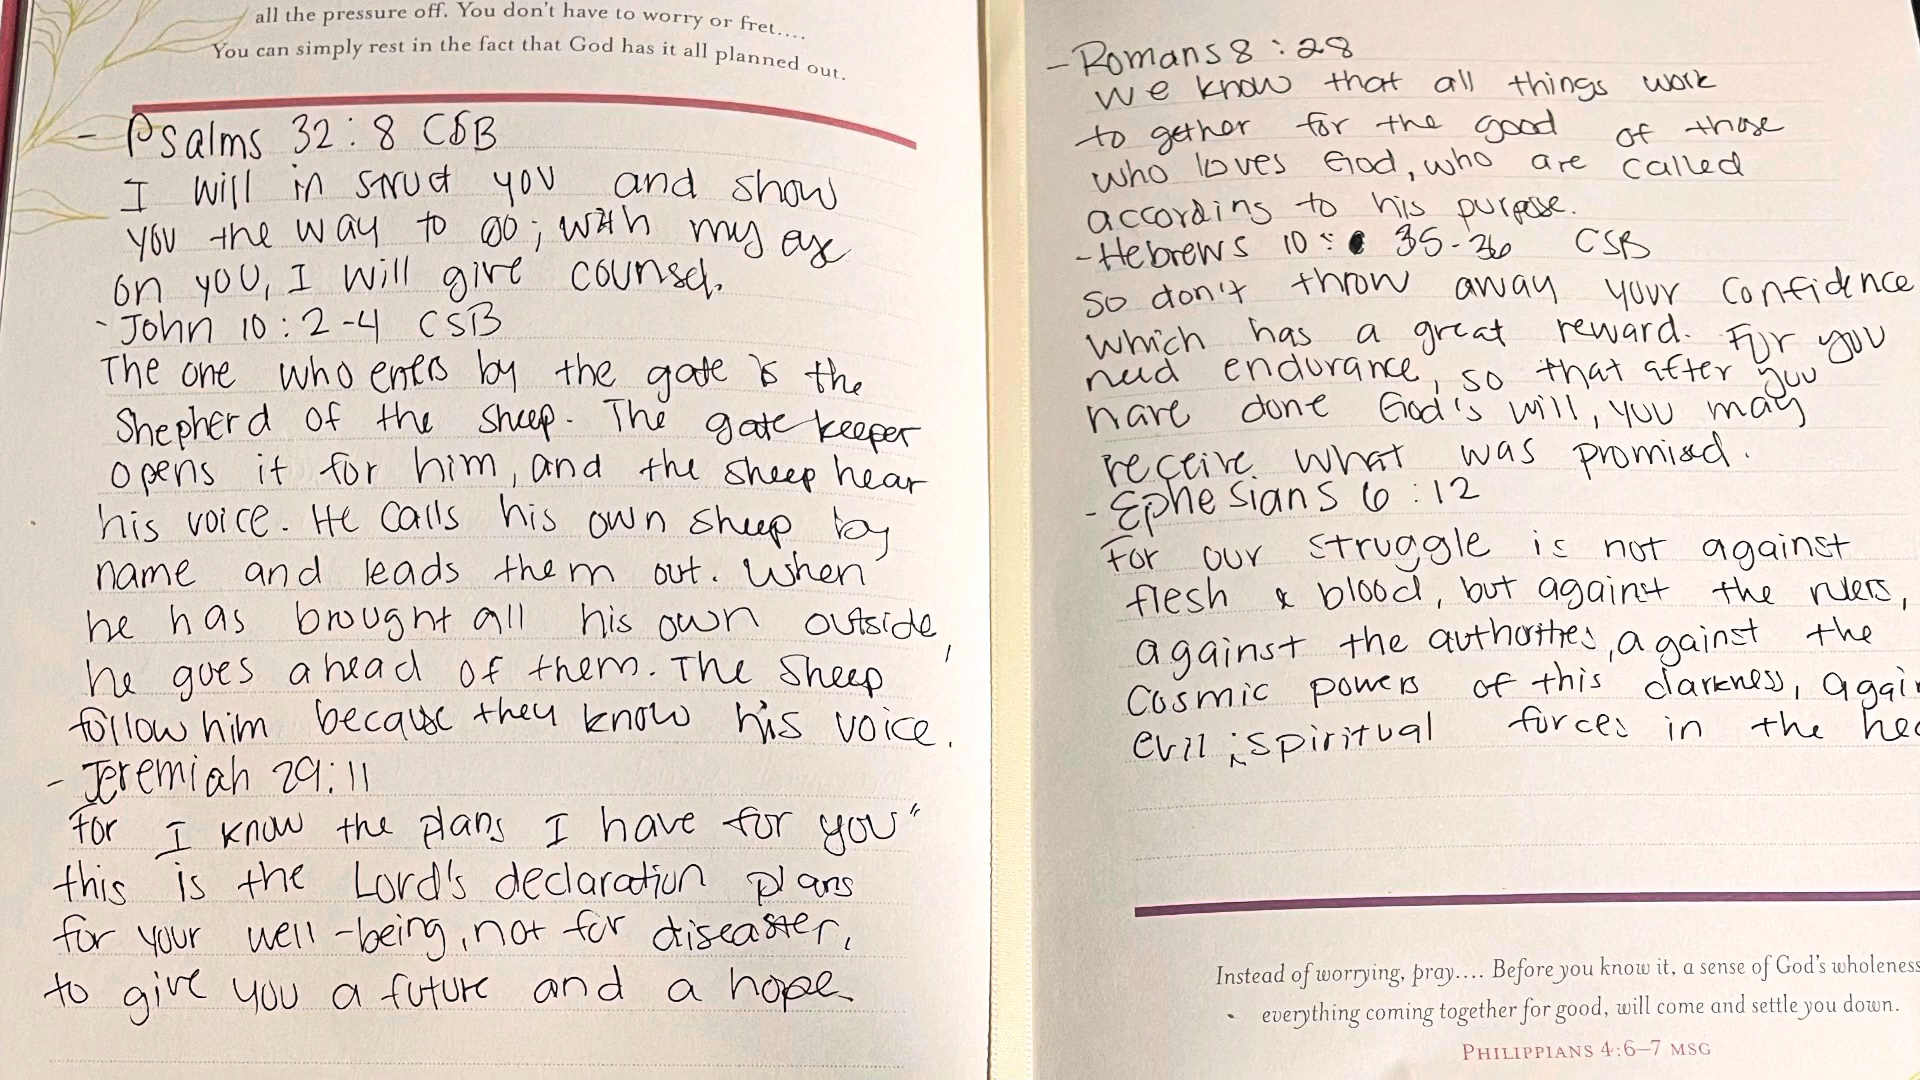 all the pressure off. You don't have to worry or fret....
You can simply rest in the fact that God has it all planned out.
- Psalms 32:8 CSB
I will in struct you and show
you the way to go; with my eye
on you, I will give counsel.
- John 10:2-4 CSB
The one who enters by the gate is the
Shepherd of the sheep. The gate keeper
opens it for him, and the sheep hear
his voice. He calls his own sheep by
name and leads them out. When
he has brought all his own outside,
he goes ahead of them. The Sheep
follow him because they know his voice.
- Jeremiah 29:11
For I know the plans I have for you"
this is the Lord's declaration plans
for your well-being, not for diseaster,
to give you a future and a hope.
- Romans 8:28
We know that all things work
to gether for the good of those
who loves God, who are called
according to his purpose.
- Hebrews 10: 35-36 CSB
So don't throw away your confidence
which has a great reward. For you
need endurance, so that after you
have done God's will, you may
receive what was promised.
- Ephesians 6:12
For our struggle is not against
flesh & blood, but against the rulers,
against the authorities, against the
Cosmic powers of this darkness, agai
evil, spiritual forces in the hea
Instead of worrying, pray.... Before you know it, a sense of God's wholeness
everything coming together for good, will come and settle you down.
PHILIPPIANS 4:6–7 MSG